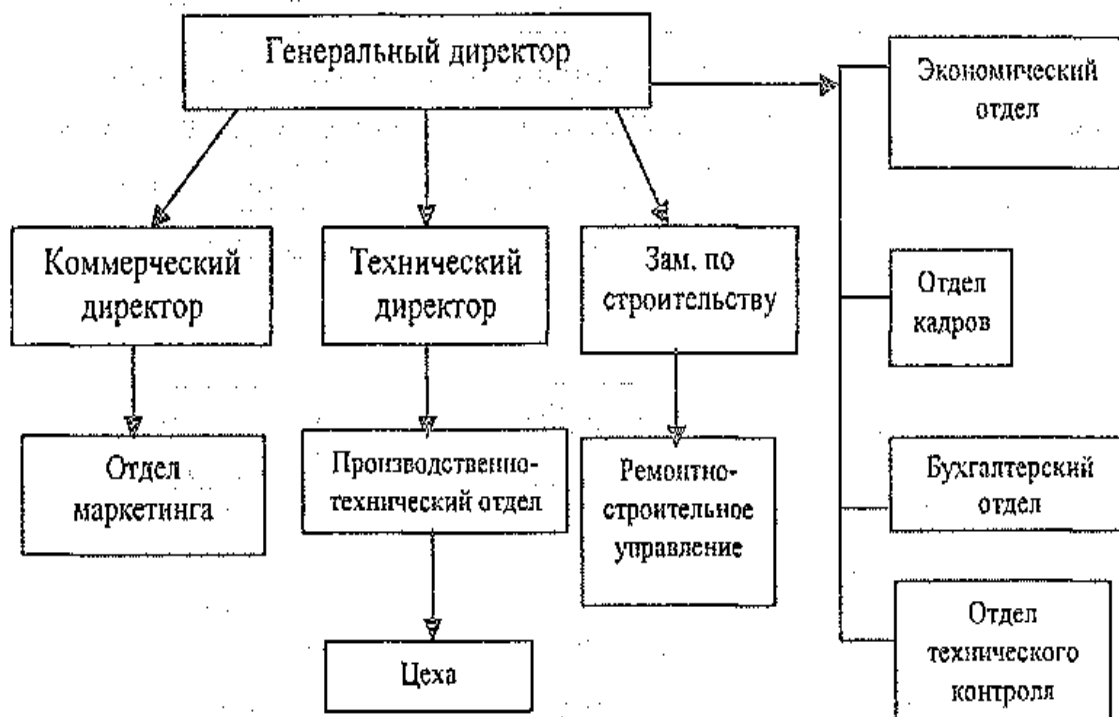 Генеральный директор
Экономический
отдел
Коммерческий
директор
Технический
директор
Зам. по
строительству
Отдел
кадров
Отдел
маркетинга
Производственно-
технический отдел
Ремонтно-
строительное
управление
Бухгалтерский
отдел
Цеха
Отдел
технического
контроля